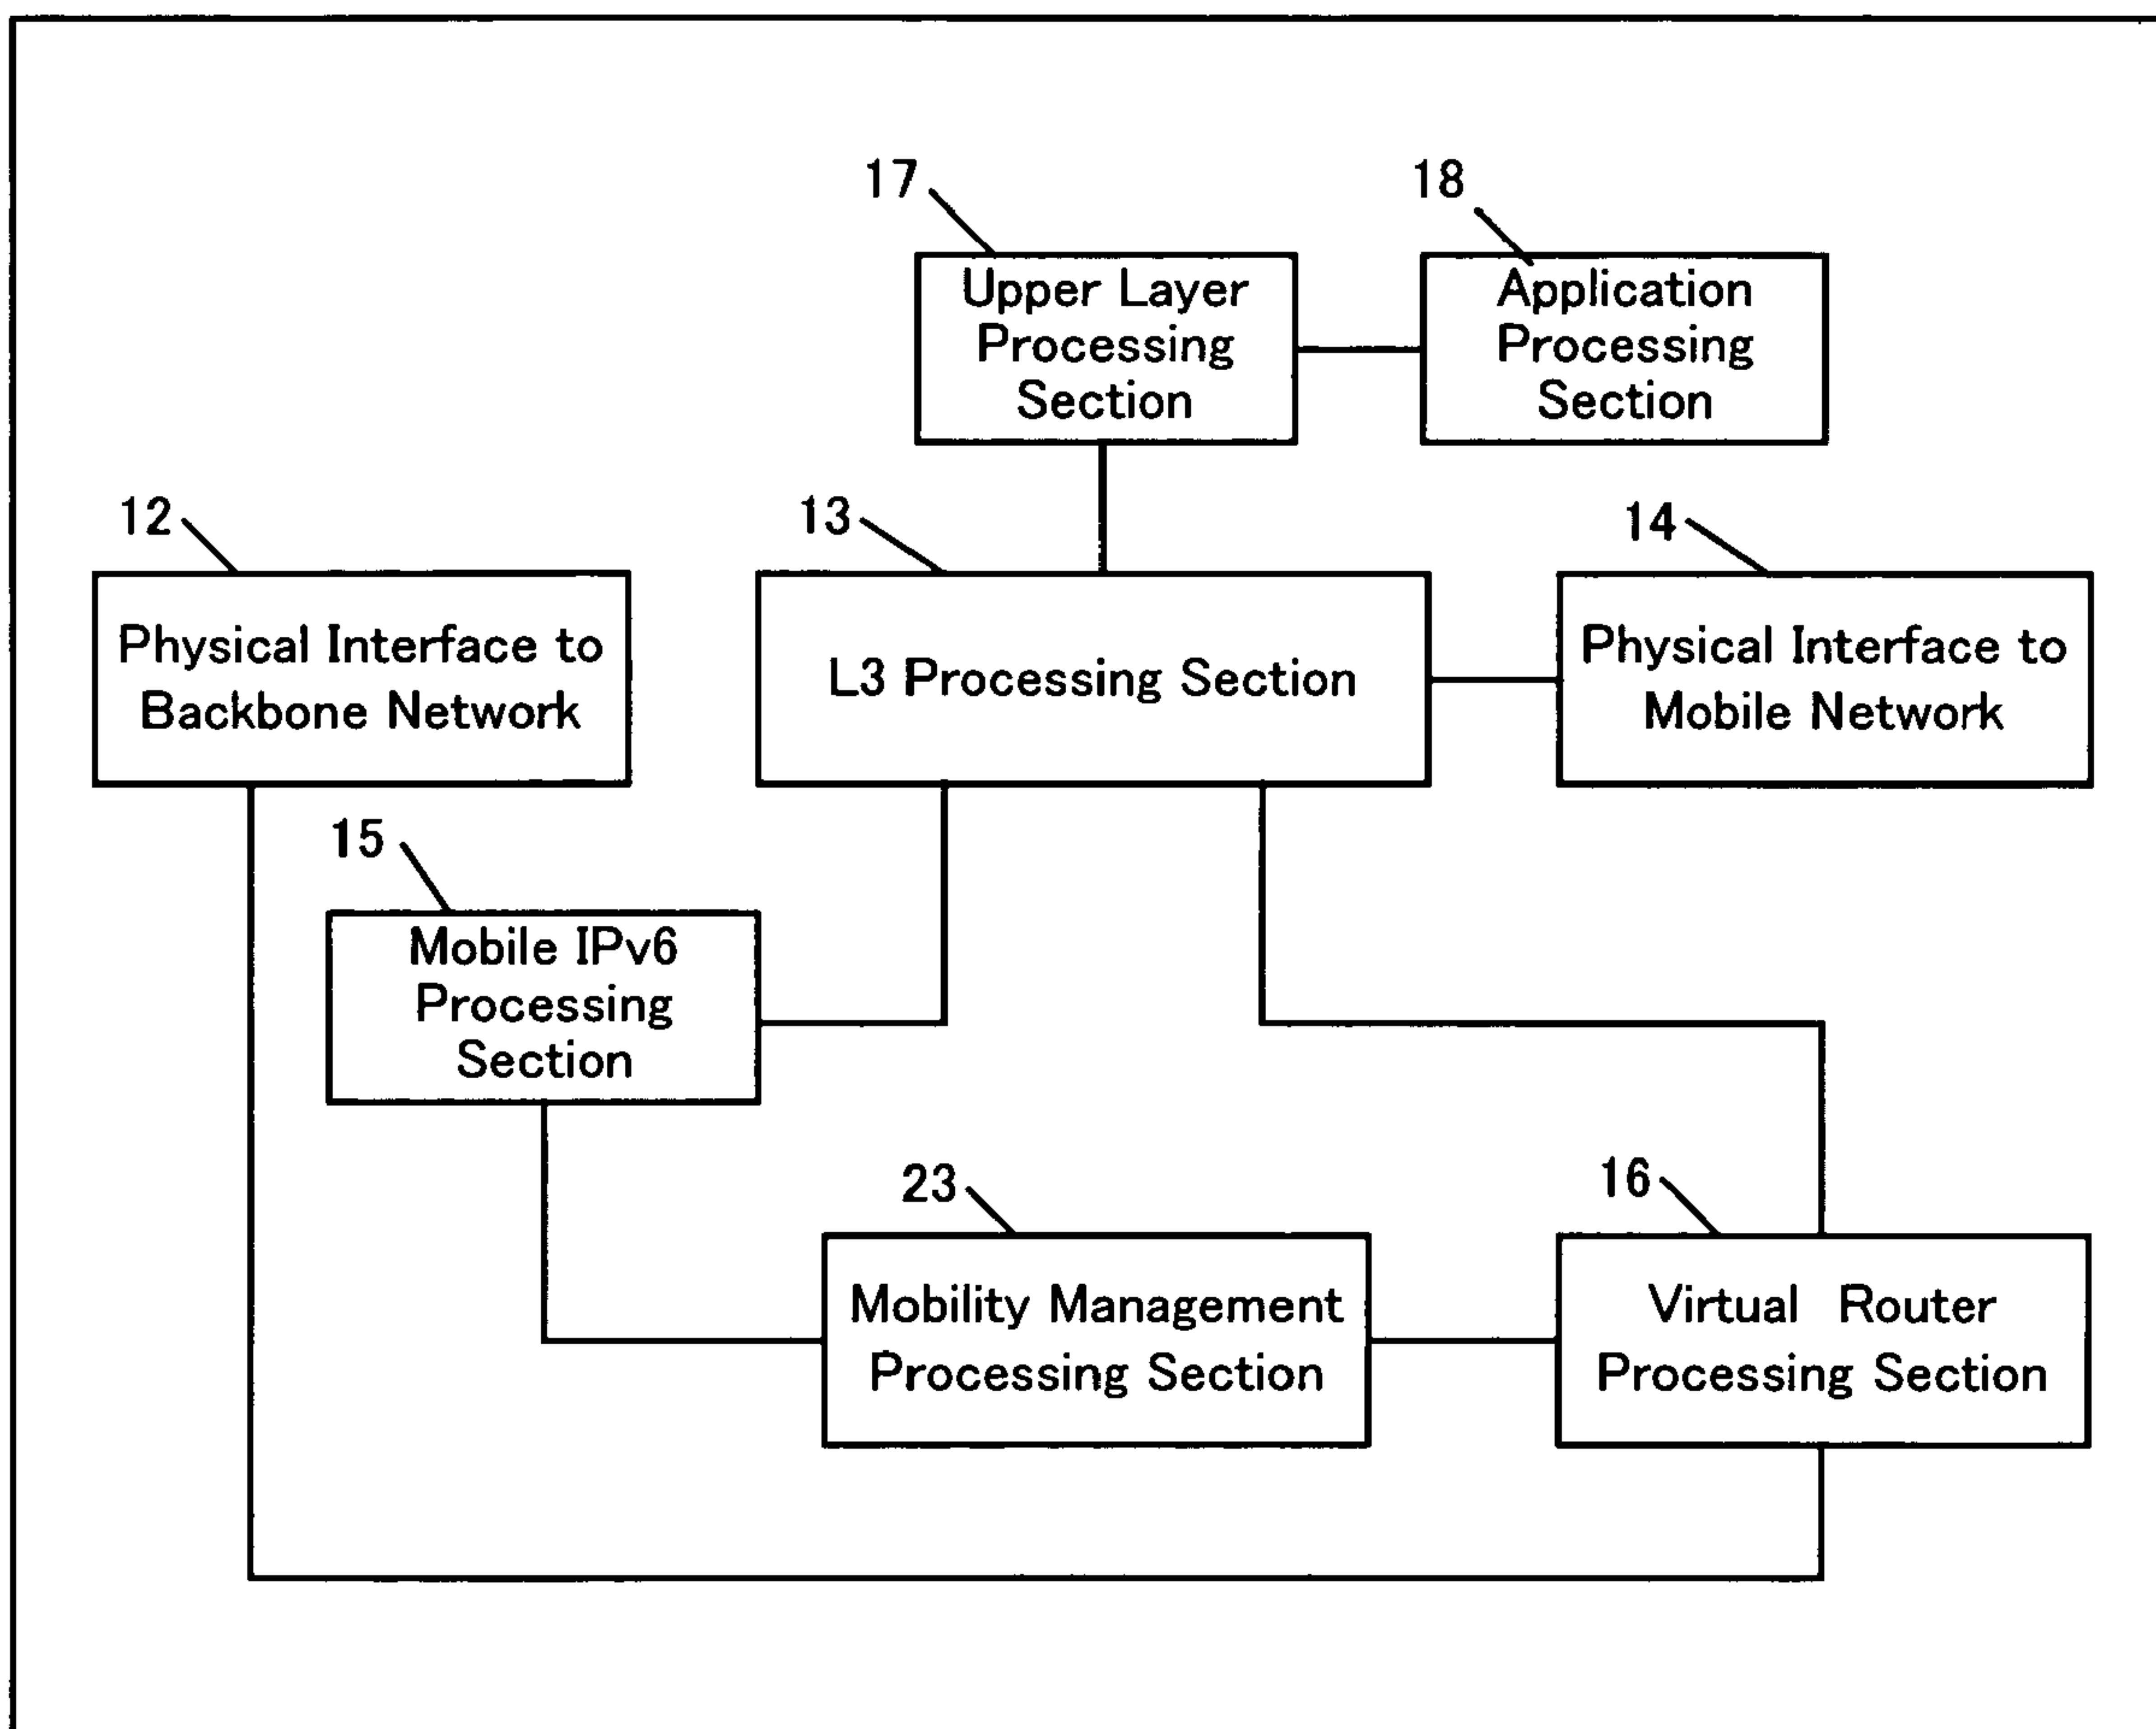 17
Upper Layer
Processing
Section
18
Application
Processing
Section
12
Physical Interface to
Backbone Network
13
L3 Processing Section
14
Physical Interface to
Mobile Network
15
Mobile IPv6
Processing
Section
23
Mobility Management
Processing Section
16
Virtual Router
Processing Section